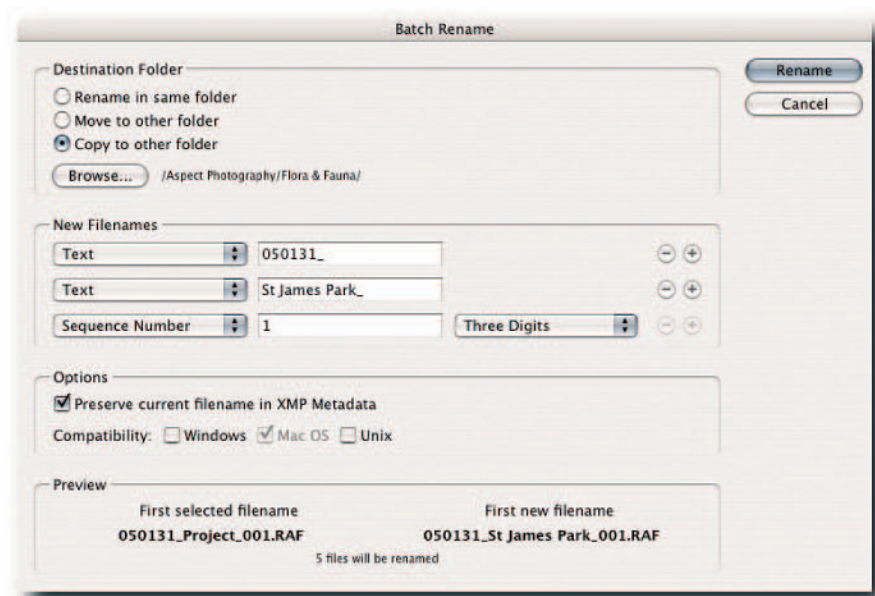 Batch Rename
Destination Folder
Rename in same folder
Move to other folder
Copy to other folder
Browse... /Aspect Photography/Flora & Fauna/
Rename
Cancel
New Filenames
Text 050131_
Text St James Park_
Sequence Number 1 Three Digits
Options
Preserve current filename in XMP Metadata
Compatibility: Windows Mac OS Unix
Preview
First selected filename First new filename
050131_Project_001.RAF 050131_St James Park_001.RAF
5 files will be renamed